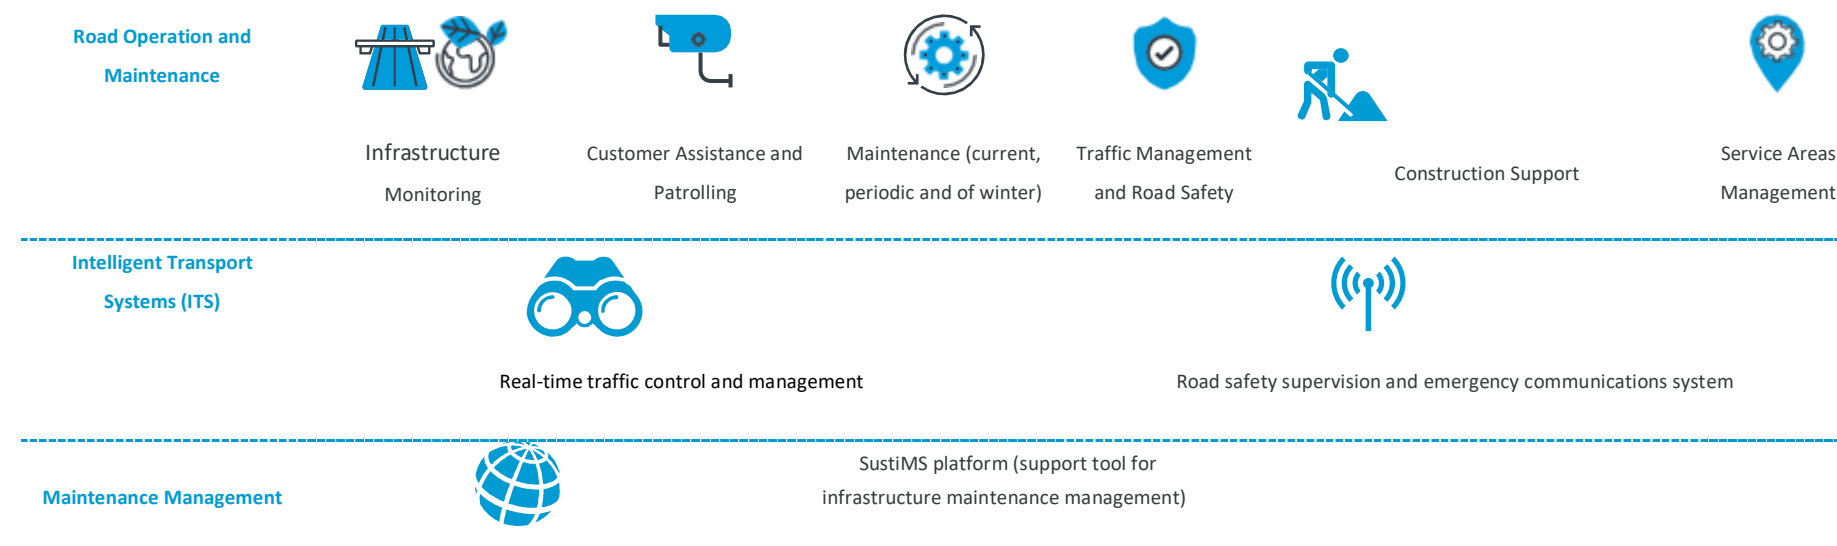 Road Operation and
Maintenance
Infrastructure
Monitoring
Customer Assistance and
Patrolling
Maintenance (current,
periodic and of winter)
Traffic Management
and Road Safety
Construction Support
Service Areas
Management
Intelligent Transport
Systems (ITS)
Real-time traffic control and management
Road safety supervision and emergency communications system
Maintenance Management
SustiMS platform (support tool for
infrastructure maintenance management)